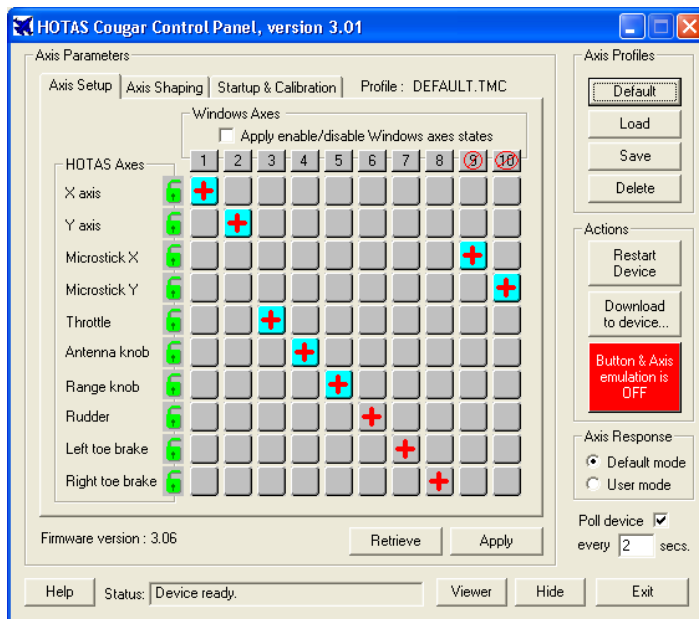 HOTAS Cougar Control Panel, version 3.01
Axis Parameters
Axis Setup
Axis Shaping
Startup & Calibration
Profile : DEFAULT.TMC
Windows Axes
Apply enable/disable Windows axes states
HOTAS Axes
1 2 3 4 5 6 7 8 9 10
X axis
Y axis
Microstick X
Microstick Y
Throttle
Antenna knob
Range knob
Rudder
Left toe brake
Right toe brake
Firmware version : 3.06
Retrieve
Apply
Axis Profiles
Default
Load
Save
Delete
Actions
Restart
Device
Download
to device...
Button & Axis
emulation is
OFF
Axis Response
Default mode
User mode
Poll device
every 2 secs.
Help
Status: Device ready.
Viewer
Hide
Exit